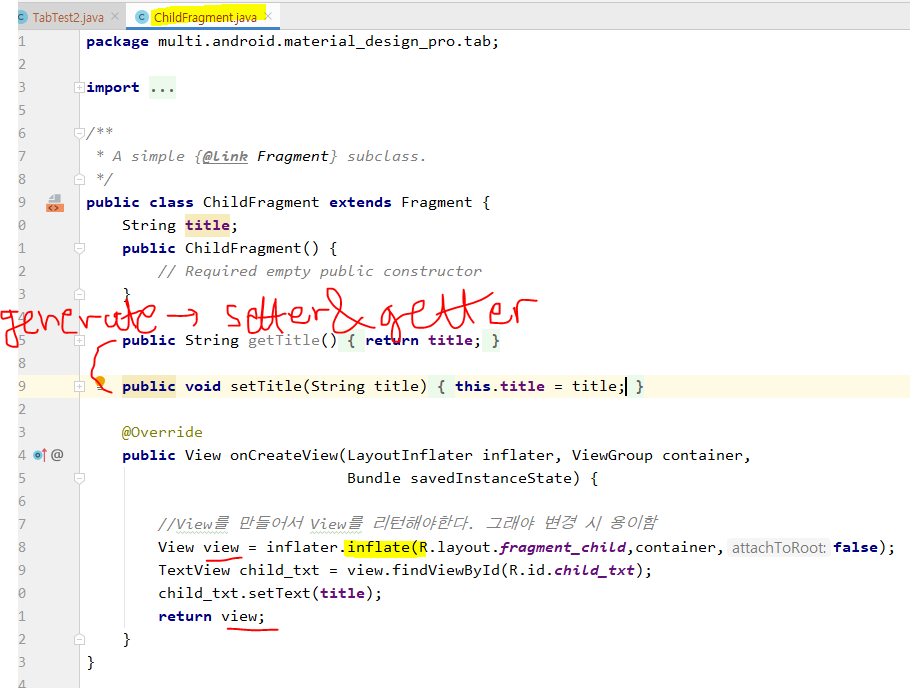 TabTest2.java ChildFragment.java
1 package multi.android.material_design_pro.tab;
2
3 import ...
5
6 /**
7 * A simple {@link Fragment} subclass.
8 */
9 public class ChildFragment extends Fragment {
0 String title;
1 public ChildFragment() {
2 // Required empty public constructor
3 }
generate → setter&getter
4
5 public String getTitle() { return title; }
8
9 public void setTitle(String title) { this.title = title; }
2
3 @Override
4 public View onCreateView(LayoutInflater inflater, ViewGroup container,
5 Bundle savedInstanceState) {
6
7 //View를 만들어서 View를 리턴해야한다. 그래야 변경 시 용이함
8 View view = inflater.inflate(R.layout.fragment_child,container, attachToRoot: false);
9 TextView child_txt = view.findViewById(R.id.child_txt);
0 child_txt.setText(title);
1 return view;
2 }
3 }
4